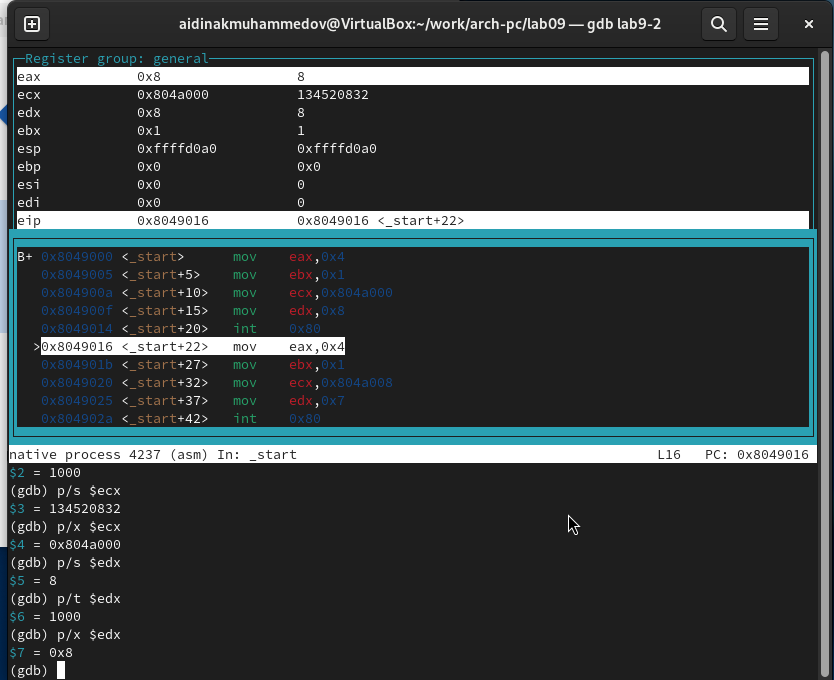 aidinakmuhammedov@VirtualBox:~/work/arch-pc/lab09 — gdb lab9-2
Register group: general
eax 0x8 8
ecx 0x804a000 134520832
edx 0x8 8
ebx 0x1 1
esp 0xffffd0a0 0xffffd0a0
ebp 0x0 0x0
esi 0x0 0
edi 0x0 0
eip 0x8049016 0x8049016 <_start+22>
B+ 0x8049000 <_start> mov eax,0x4
0x8049005 <_start+5> mov ebx,0x1
0x804900a <_start+10> mov ecx,0x804a000
0x804900f <_start+15> mov edx,0x8
0x8049014 <_start+20> int 0x80
>0x8049016 <_start+22> mov eax,0x4
0x804901b <_start+27> mov ebx,0x1
0x8049020 <_start+32> mov ecx,0x804a008
0x8049025 <_start+37> mov edx,0x7
0x804902a <_start+42> int 0x80
native process 4237 (asm) In: _start L16 PC: 0x8049016
$2 = 1000
(gdb) p/s $ecx
$3 = 134520832
(gdb) p/x $ecx
$4 = 0x804a000
(gdb) p/s $edx
$5 = 8
(gdb) p/t $edx
$6 = 1000
(gdb) p/x $edx
$7 = 0x8
(gdb)